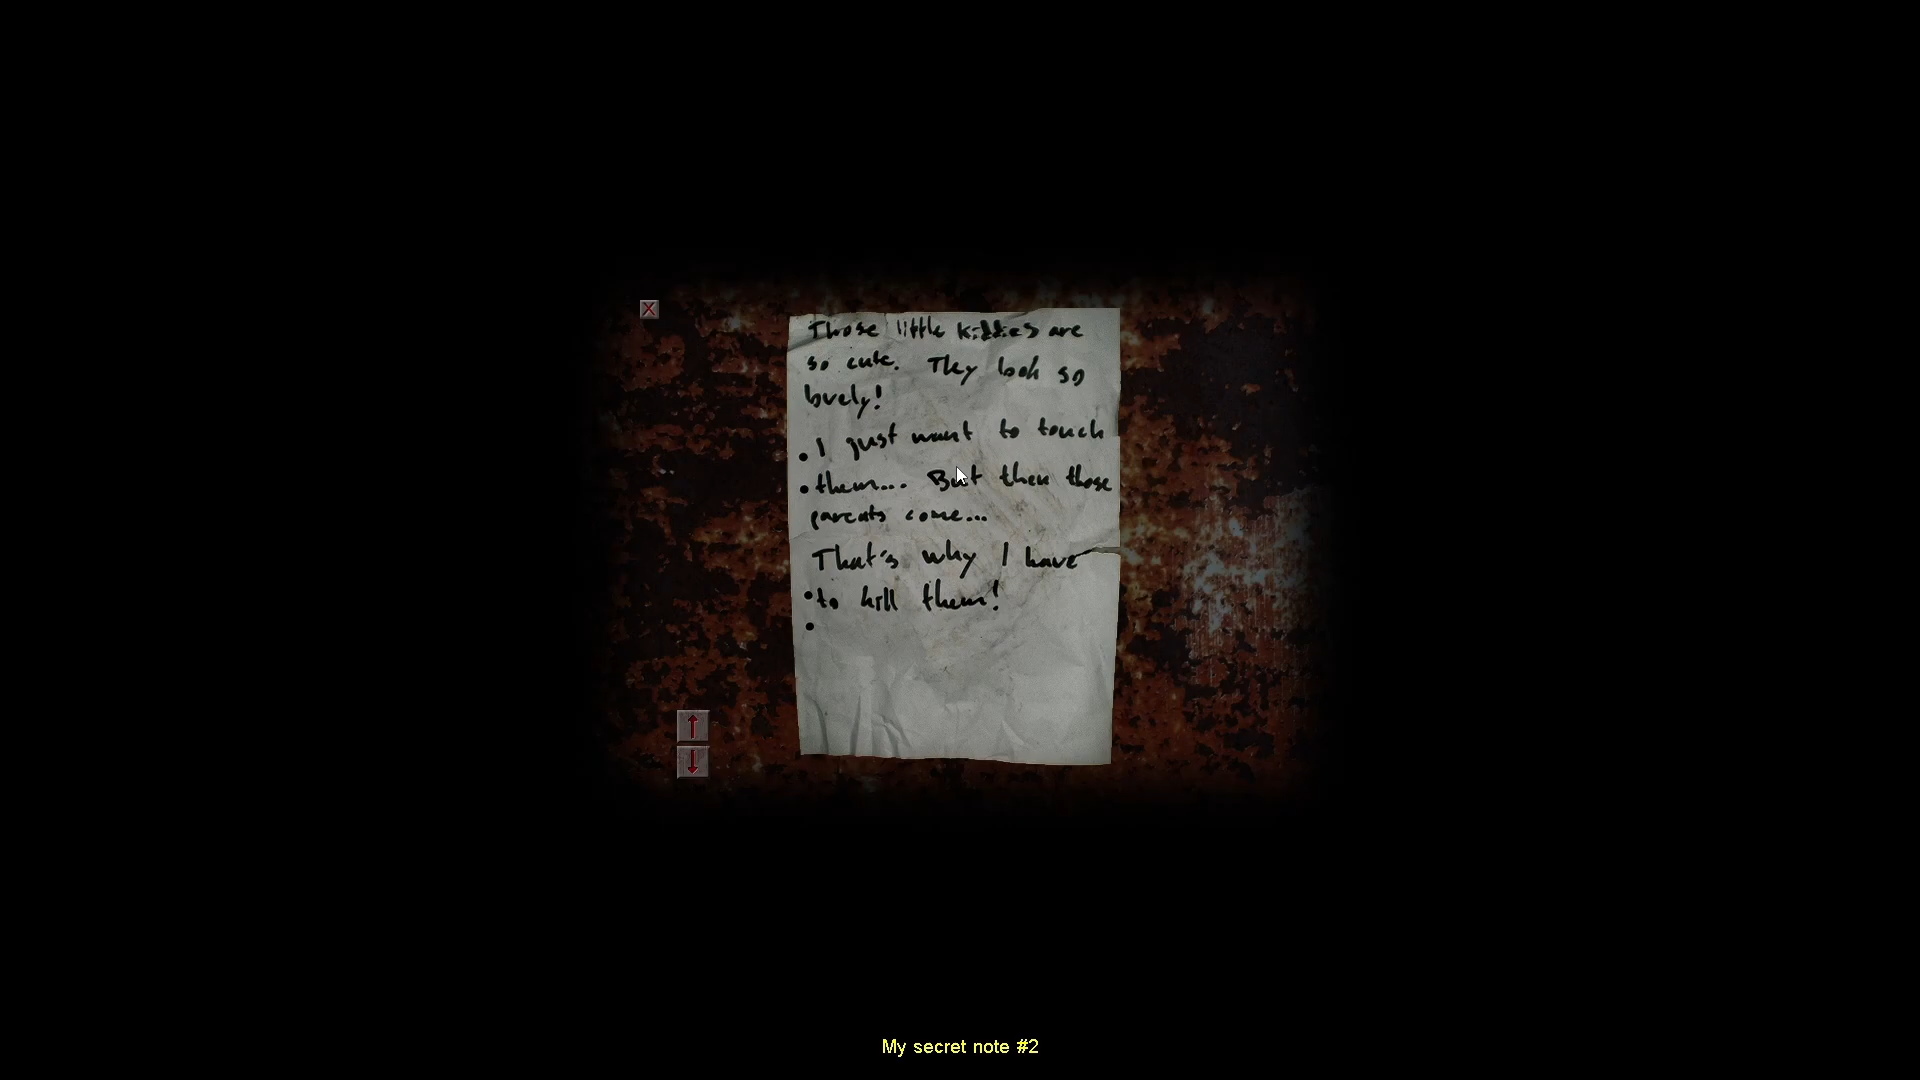 X
Those little kiddies are
so cute. They look so
lovely!
I just want to touch
them... But then those
parents come...
That's why I have
to kill them!
My secret note #2